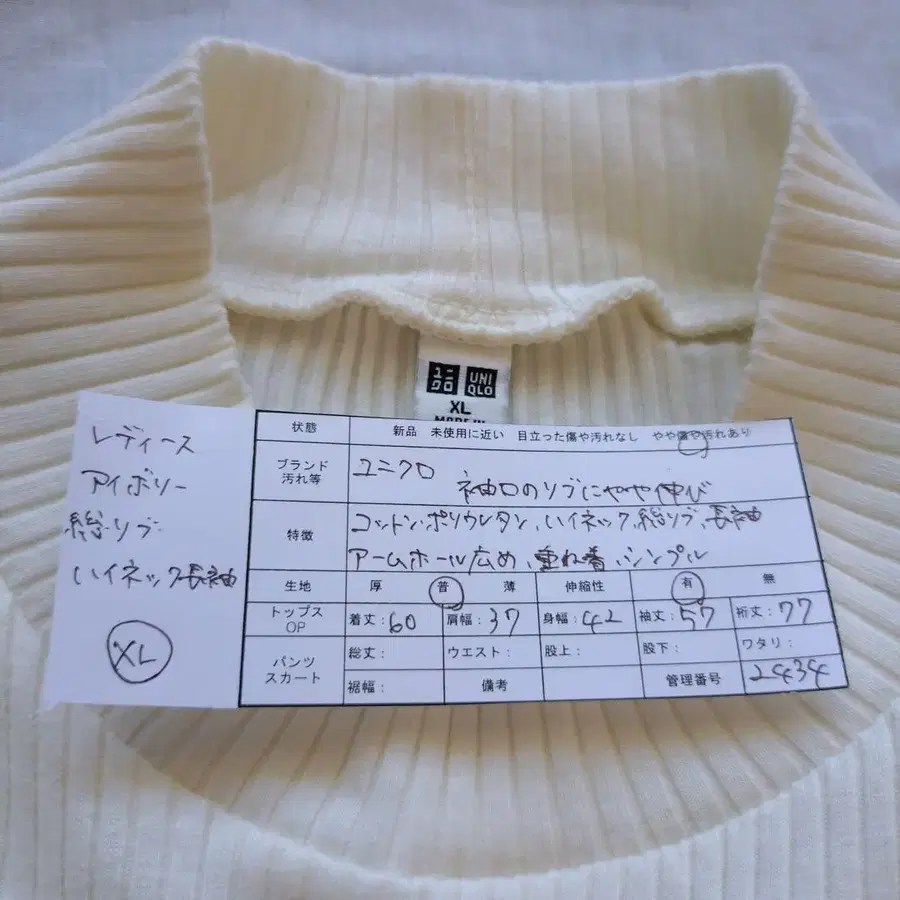 ユニクロ
UNIQLO
XL
MADE IN
レディース
アイボリー
総リブ
ハイネック長袖
XL
状態 新品 未使用に近い 目立った傷や汚れなし やや傷や汚れあり
ブランド 汚れ等 ユニクロ
袖口のリブにやや伸び
特徴 コットン・ポリウレタン、ハイネック、総リブ、長袖
アームホール広め、重ね着、シンプル
生地 厚 普 薄 伸縮性 有 無
トップス OP 着丈:60 肩幅:37 身幅:42 袖丈:57 裄丈:77
パンツ スカート 総丈: ウエスト: 股上: 股下: ワタリ:
裾幅: 備考 管理番号 2434